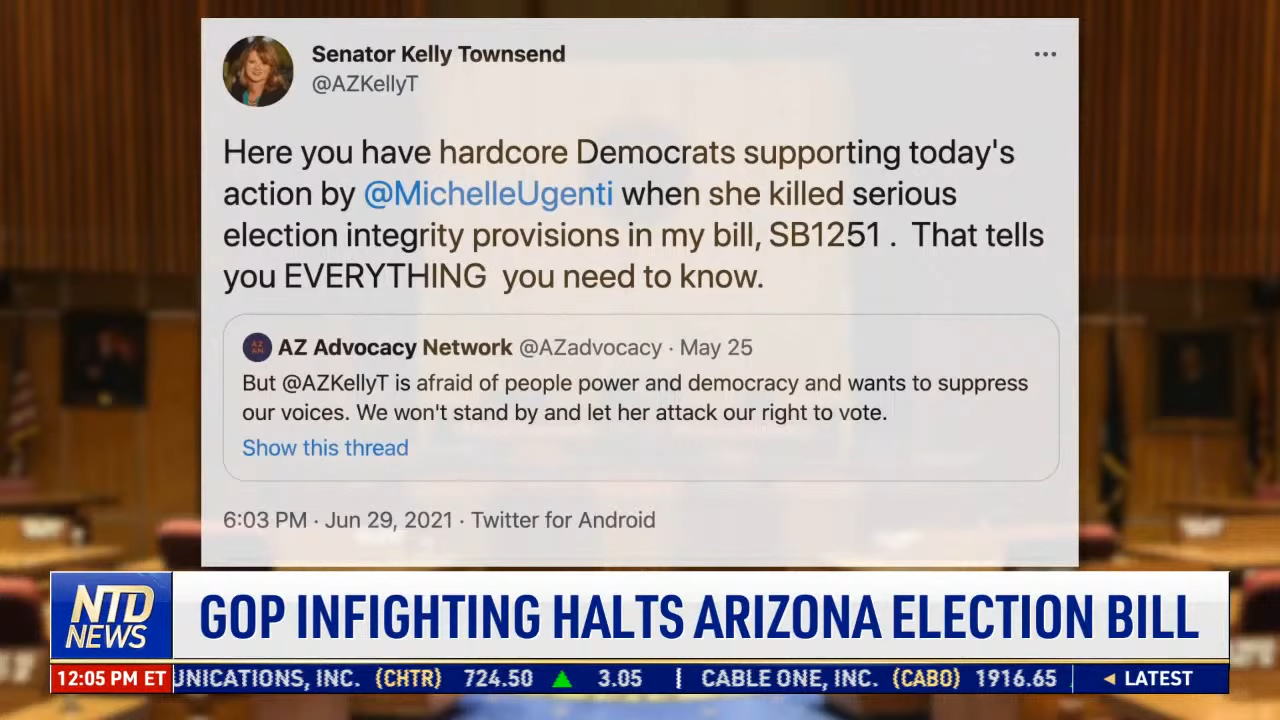 Senator Kelly Townsend
@AZKellyT
Here you have hardcore Democrats supporting today's
action by @MichelleUgenti when she killed serious
election integrity provisions in my bill, SB1251 .  That tells
you EVERYTHING  you need to know.
AZ Advocacy Network @AZadvocacy · May 25
But @AZKellyT is afraid of people power and democracy and wants to suppress
our voices. We won't stand by and let her attack our right to vote.
Show this thread
6:03 PM · Jun 29, 2021 · Twitter for Android
NTD
NEWS
GOP INFIGHTING HALTS ARIZONA ELECTION BILL
12:05 PM ET UNICATIONS, INC. (CHTR) 724.50 ▲ 3.05 | CABLE ONE, INC. (CABO) 1916.65 ◄ LATEST